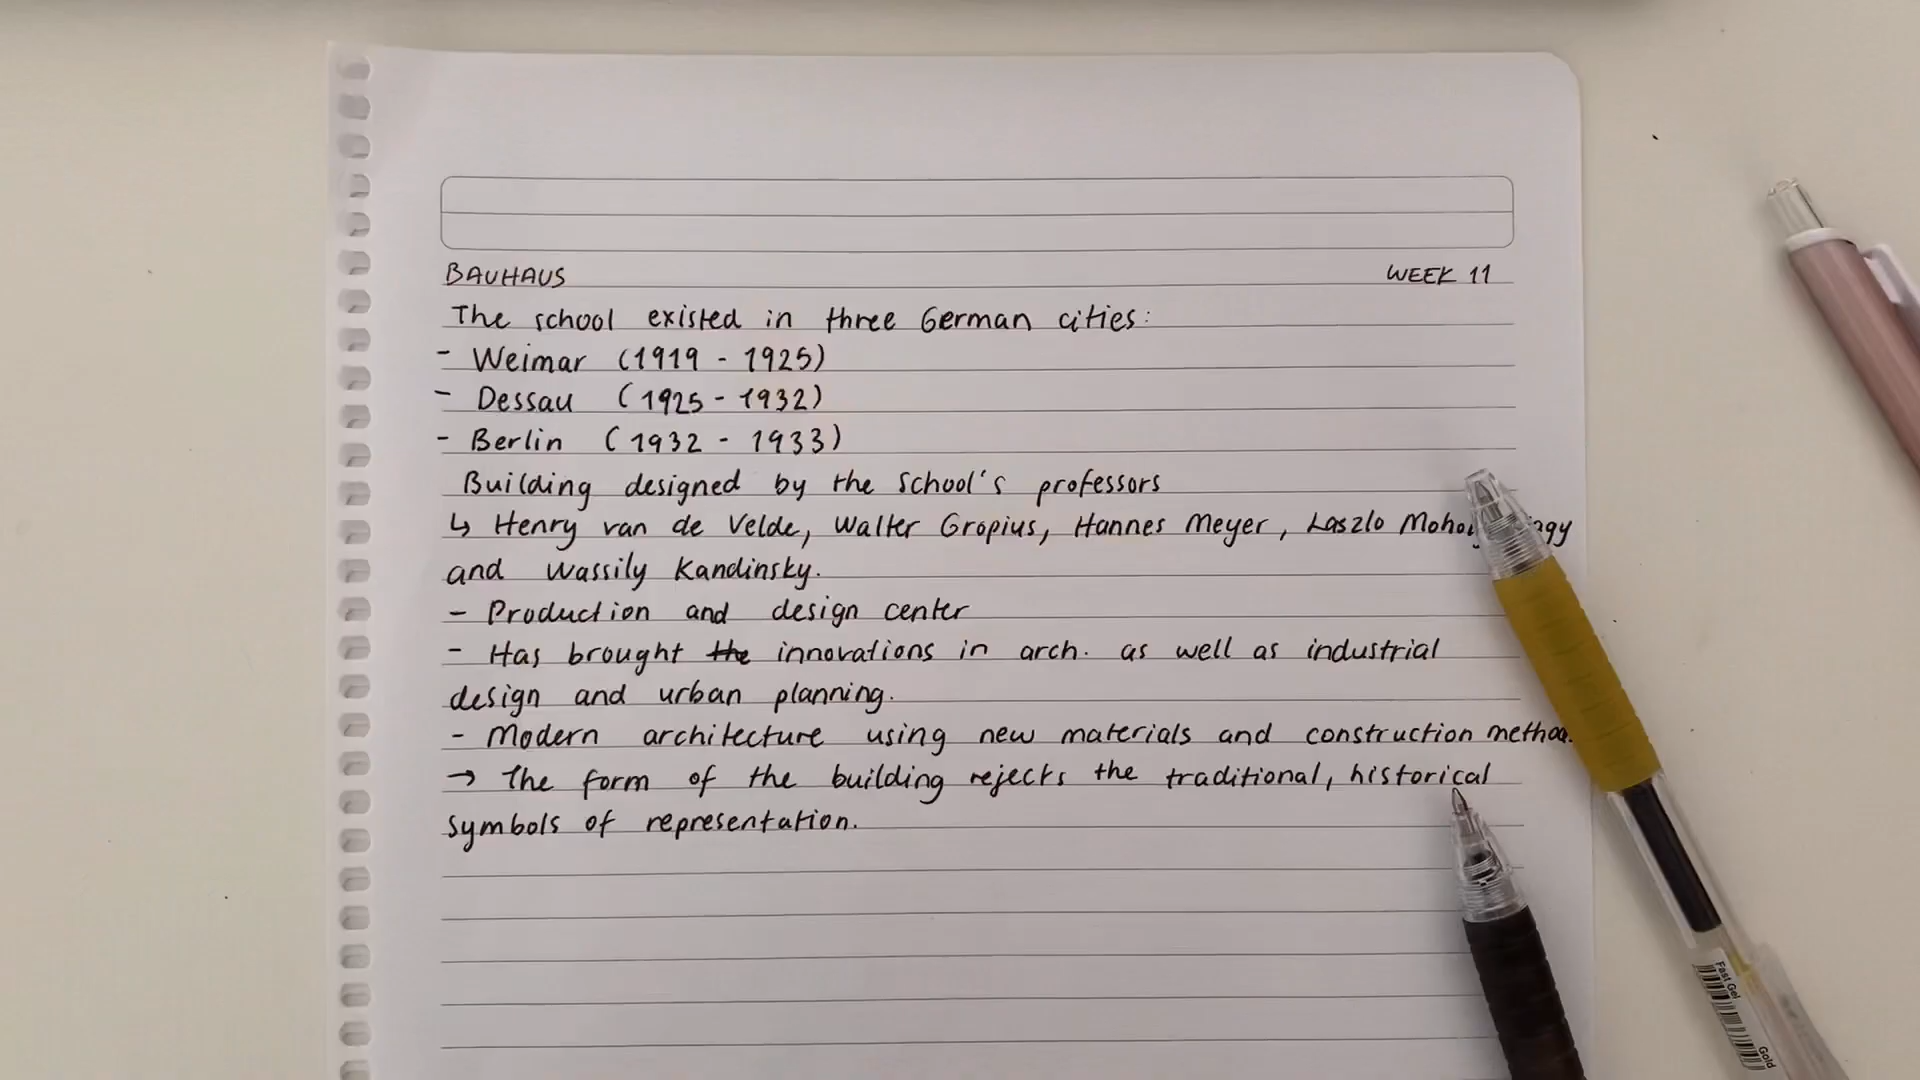 BAUHAUS WEEK 11
The school existed in three German cities:
- Weimar (1919 - 1925)
- Dessau (1925 - 1932)
- Berlin (1932 - 1933)
Building designed by the school's professors
↳ Henry van de Velde, Walter Gropius, Hannes Meyer, Laszlo
and Wassily Kandinsky.
- Production and design center
- Has brought the innovations in arch. as well as industrial
design and urban planning.
- Modern architecture using new materials and construction
→ The form of the building rejects the traditional, historical
symbols of representation.
Fast Gel
Gold